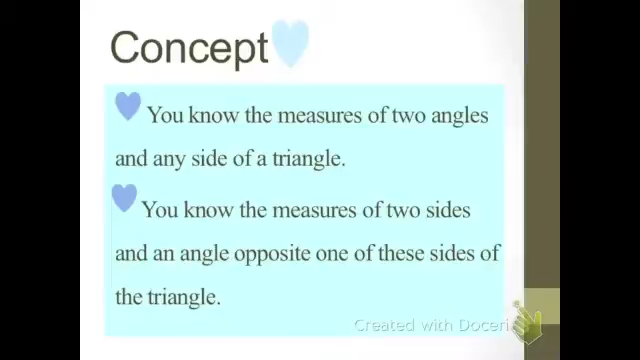 Concept
You know the measures of two angles
and any side of a triangle.
You know the measures of two sides
and an angle opposite one of these sides of
the triangle.
Created with Doceri